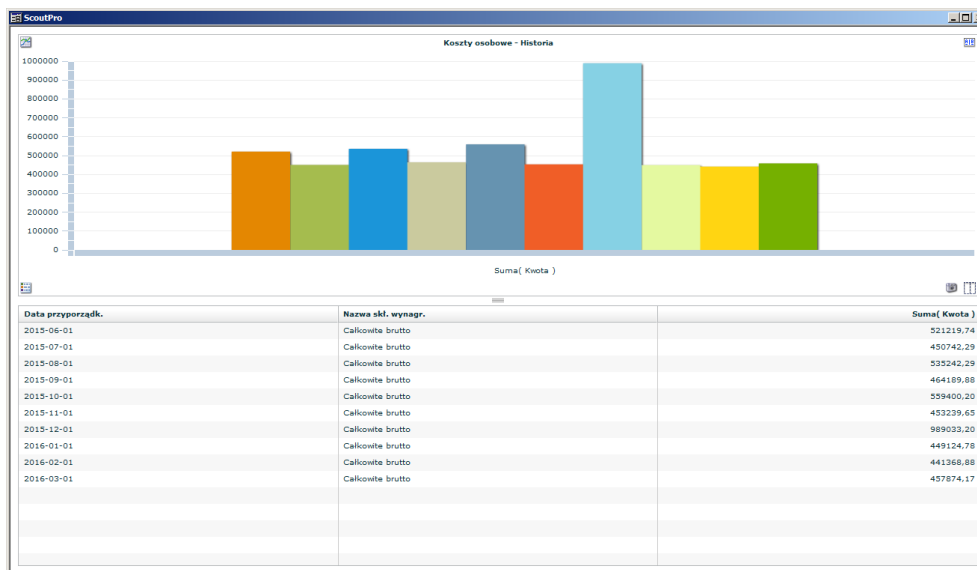 ScoutPro
Koszty osobowe - Historia
1000000
900000
800000
700000
600000
500000
400000
300000
200000
100000
0
Suma( Kwota )
Data przyporządk. Nazwa skł. wynagr. Suma( Kwota )
2015-06-01 Całkowite brutto 521219,74
2015-07-01 Całkowite brutto 450742,29
2015-08-01 Całkowite brutto 535242,29
2015-09-01 Całkowite brutto 464189,88
2015-10-01 Całkowite brutto 559400,20
2015-11-01 Całkowite brutto 453239,65
2015-12-01 Całkowite brutto 989033,20
2016-01-01 Całkowite brutto 449124,78
2016-02-01 Całkowite brutto 441368,88
2016-03-01 Całkowite brutto 457874,17